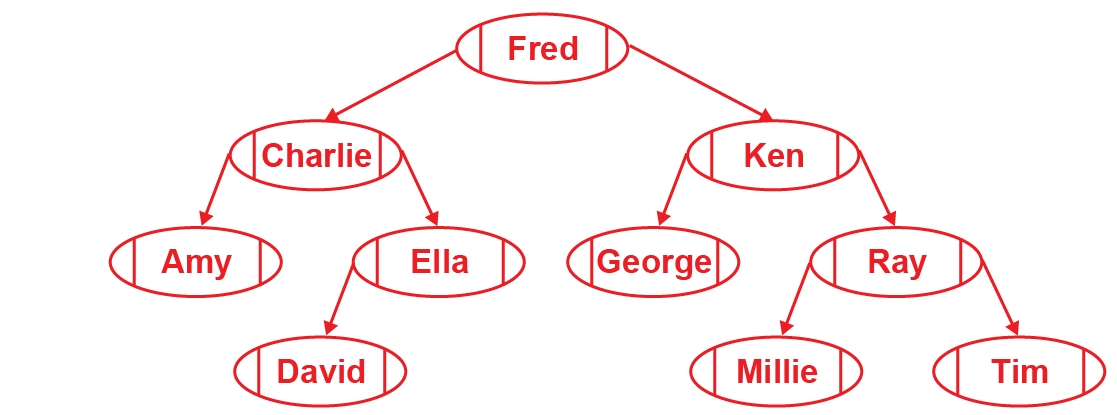 Fred
Charlie
Ken
Amy
Ella
George
Ray
David
Millie
Tim